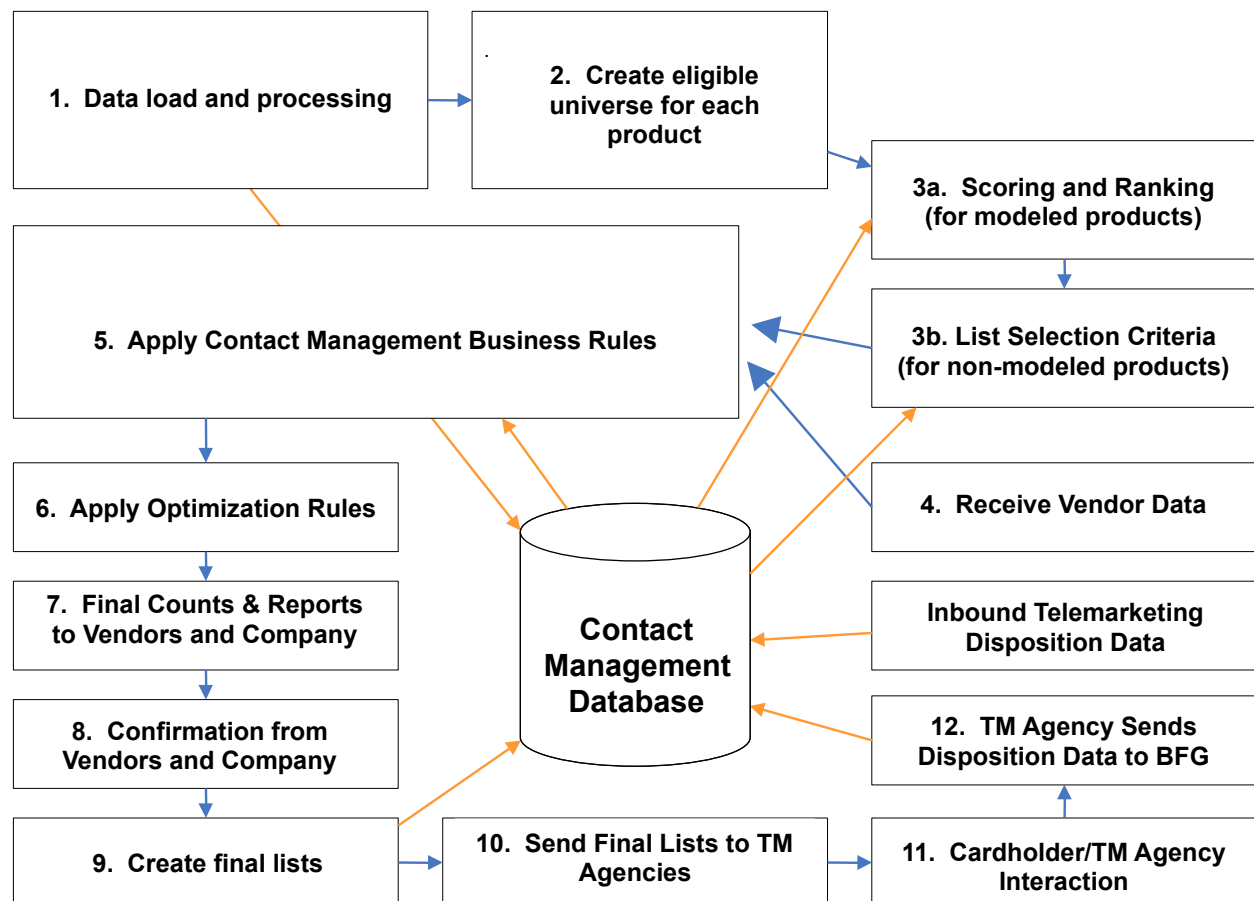 1.  Data load and processing
.
2.  Create eligible
universe for each
product
3a.  Scoring and Ranking
(for modeled products)
3b. List Selection Criteria
(for non-modeled products)
4. Receive Vendor Data
5.  Apply Contact Management Business Rules
6.  Apply Optimization Rules
7.  Final Counts & Reports
to Vendors and Company
8.  Confirmation from
Vendors and Company
9.  Create final lists
10.  Send Final Lists to TM
Agencies
11.  Cardholder/TM Agency
Interaction
12.  TM Agency Sends
Disposition Data to BFG
Inbound Telemarketing
Disposition Data
Contact
Management
Database